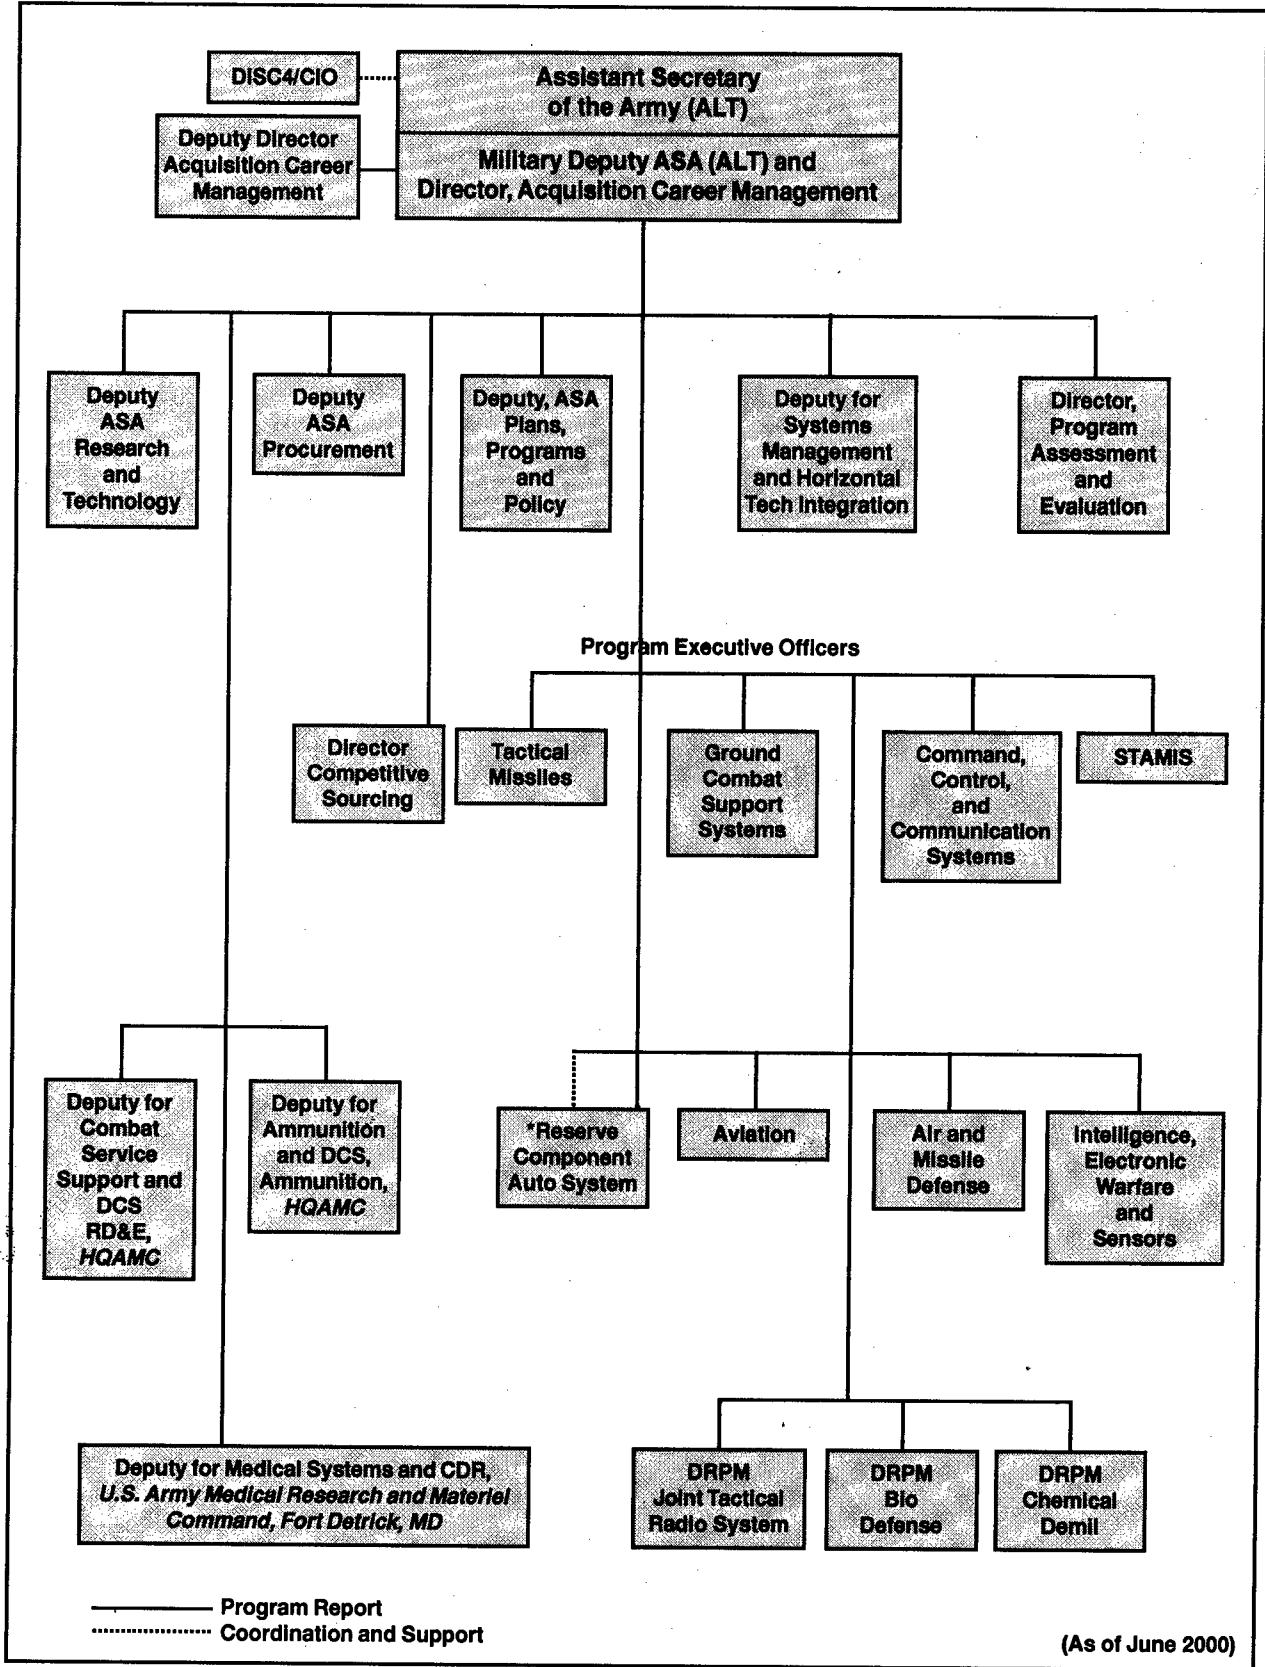 DISC4/CIO
Assistant Secretary
of the Army (ALT)
Deputy Director
Acquisition Career
Management
Military Deputy ASA (ALT) and
Director, Acquisition Career Management
Deputy
ASA
Research
and
Technology
Deputy
ASA
Procurement
Deputy, ASA
Plans,
Programs
and
Policy
Deputy for
Systems
Management
and Horizontal
Tech Integration
Director,
Program
Assessment
and
Evaluation
Program Executive Officers
Director
Competitive
Sourcing
Tactical
Missiles
Ground
Combat
Support
Systems
Command,
Control,
and
Communication
Systems
STAMIS
Deputy for
Combat
Service
Support and
DCS
RD&E,
HQAMC
Deputy for
Ammunition
and DCS,
Ammunition,
HQAMC
*Reserve
Component
Auto System
Aviation
Air and
Missile
Defense
Intelligence,
Electronic
Warfare
and
Sensors
Deputy for Medical Systems and CDR,
U.S. Army Medical Research and Materiel
Command, Fort Detrick, MD
DRPM
Joint Tactical
Radio System
DRPM
Bio
Defense
DRPM
Chemical
Demil
Program Report
Coordination and Support
(As of June 2000)